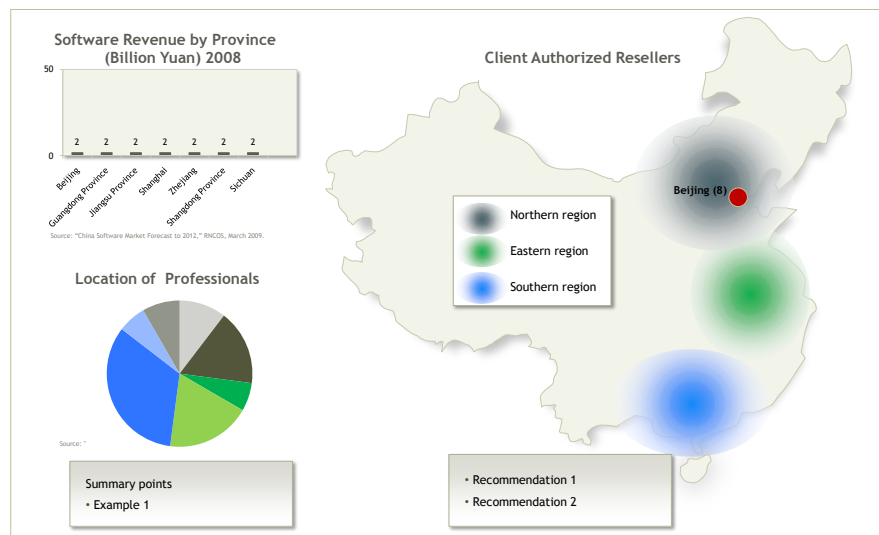 Software Revenue by Province
(Billion Yuan) 2008
50
2 2 2 2 2 2 2
0
Beijing
Guangdong Province
Jiangsu Province
Shanghai
Zhejiang
Shangdong Province
Sichuan
Source: "China Software Market Forecast to 2012," RNCOS, March 2009.
Location of Professionals
Source: "
Summary points
• Example 1
Client Authorized Resellers
Beijing (8)
Northern region
Eastern region
Southern region
• Recommendation 1
• Recommendation 2